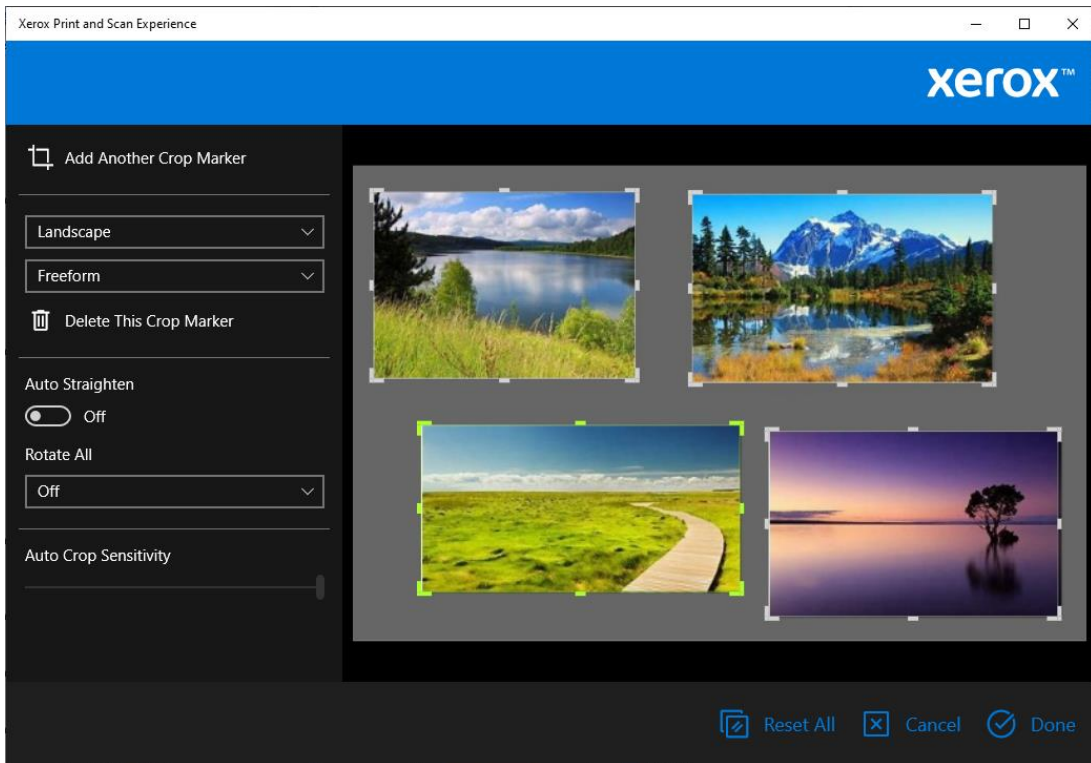 Xerox Print and Scan Experience
xerox™
Add Another Crop Marker
Landscape
Freeform
Delete This Crop Marker
Auto Straighten
Off
Rotate All
Off
Auto Crop Sensitivity
Reset All
Cancel
Done